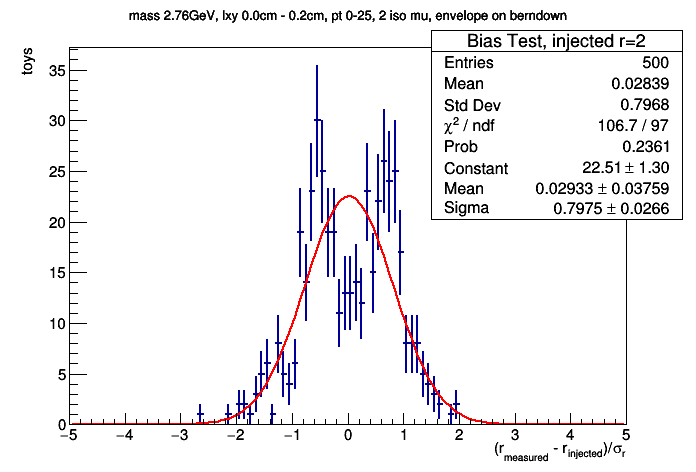 mass 2.76GeV, lxy 0.0cm - 0.2cm, pt 0-25, 2 iso mu, envelope on berndown
Bias Test, injected r=2
Entries 500
Mean 0.02839
Std Dev 0.7968
χ² / ndf 106.7 / 97
Prob 0.2361
Constant 22.51 ± 1.30
Mean 0.02933 ± 0.03759
Sigma 0.7975 ± 0.0266
toys
35
30
25
20
15
10
5
0
−5 −4 −3 −2 −1 0 1 2 3 4 5
(r_measured - r_injected)/σ_r